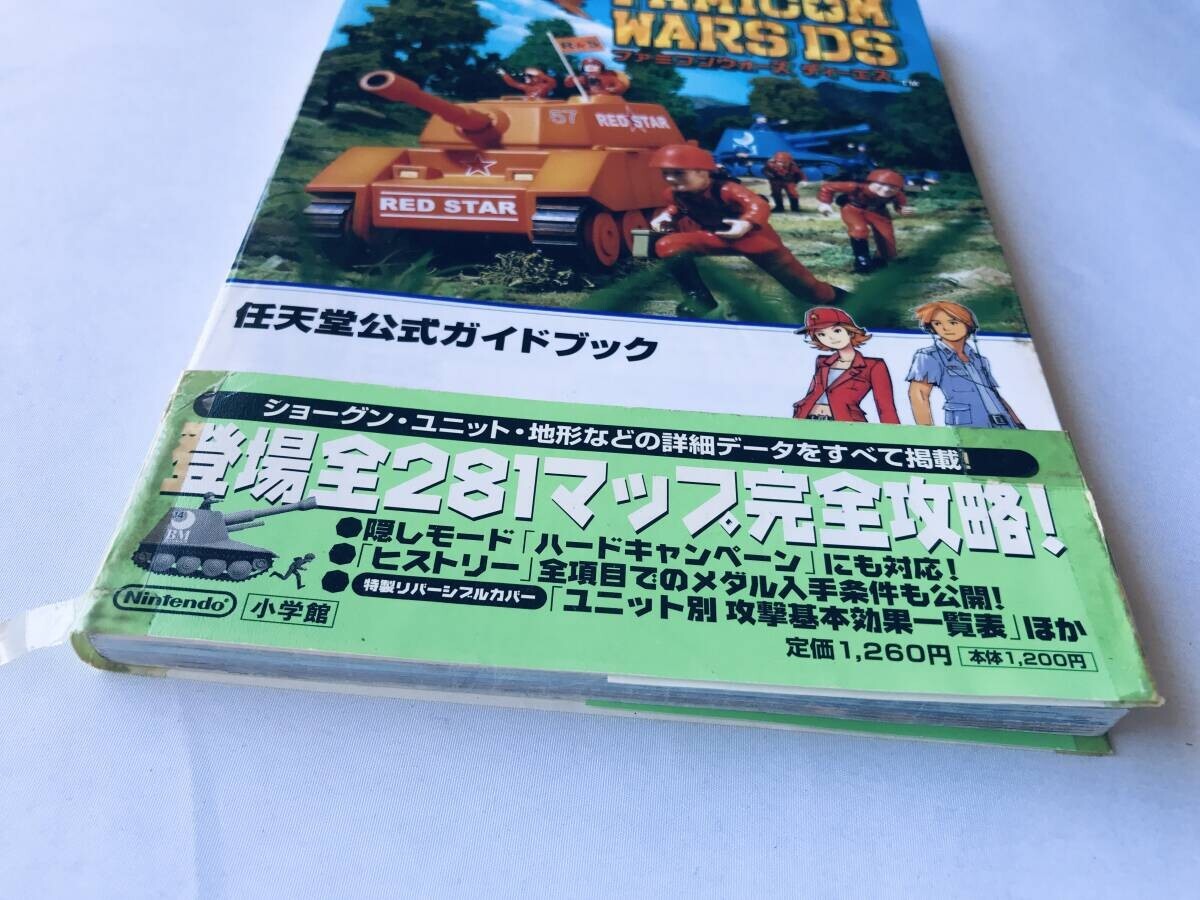 FAMICOM
WARS DS
ファミコンウォーズ ディーエス
TM
R★S
57
RED STAR
RED STAR
任天堂公式ガイドブック
ショーグン・ユニット・地形などの詳細データをすべて掲載!
登場全281マップ完全攻略!
●隠しモード「ハードキャンペーン」にも対応!
●「ヒストリー」全項目でのメダル入手条件も公開!
●特製リバーシブルカバー「ユニット別 攻撃基本効果一覧表」ほか
BM
Nintendo
小学館
定価1,260円 本体1,200円